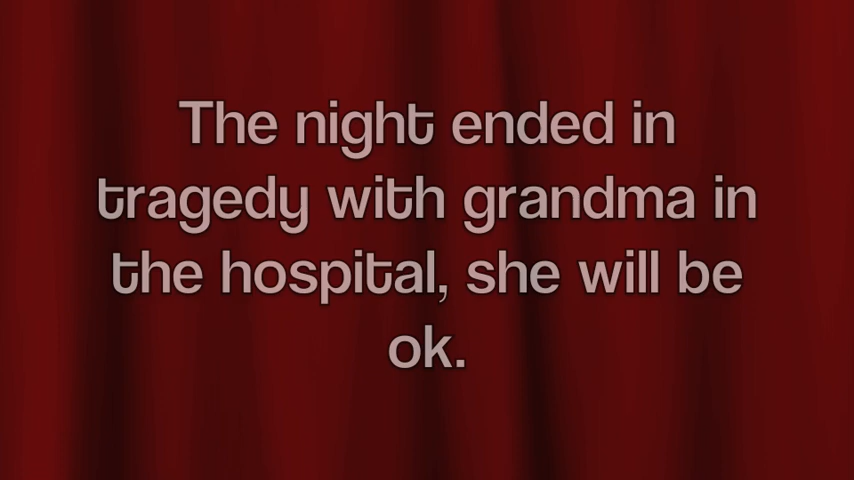 The night ended in
tragedy with grandma in
the hospital, she will be
ok.